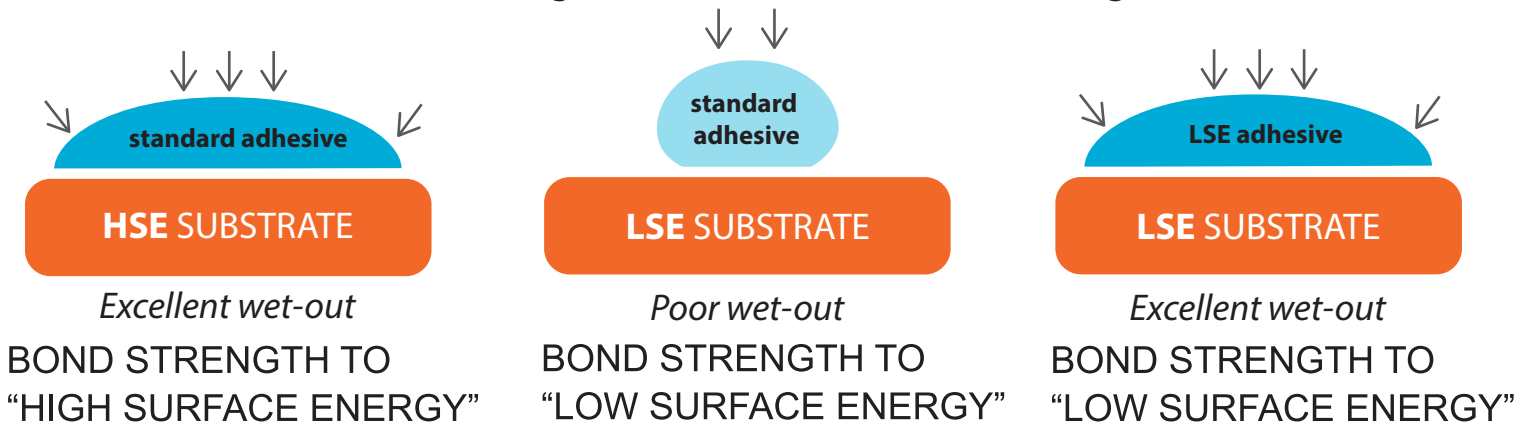 standard adhesive
HSE SUBSTRATE
Excellent wet-out
BOND STRENGTH TO
“HIGH SURFACE ENERGY”
standard
adhesive
LSE SUBSTRATE
Poor wet-out
BOND STRENGTH TO
“LOW SURFACE ENERGY”
LSE adhesive
LSE SUBSTRATE
Excellent wet-out
BOND STRENGTH TO
“LOW SURFACE ENERGY”